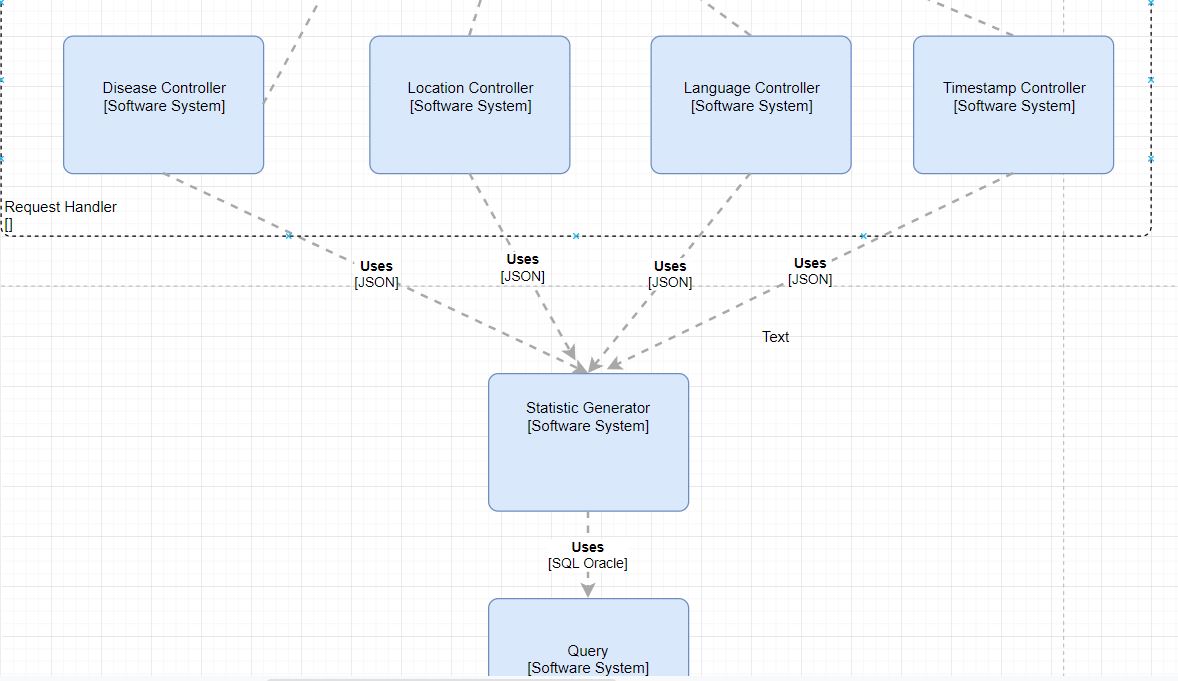 Disease Controller
[Software System]
Location Controller
[Software System]
Language Controller
[Software System]
Timestamp Controller
[Software System]
Request Handler
[]
Uses
[JSON]
Uses
[JSON]
Uses
[JSON]
Uses
[JSON]
Text
Statistic Generator
[Software System]
Uses
[SQL Oracle]
Query
[Software System]